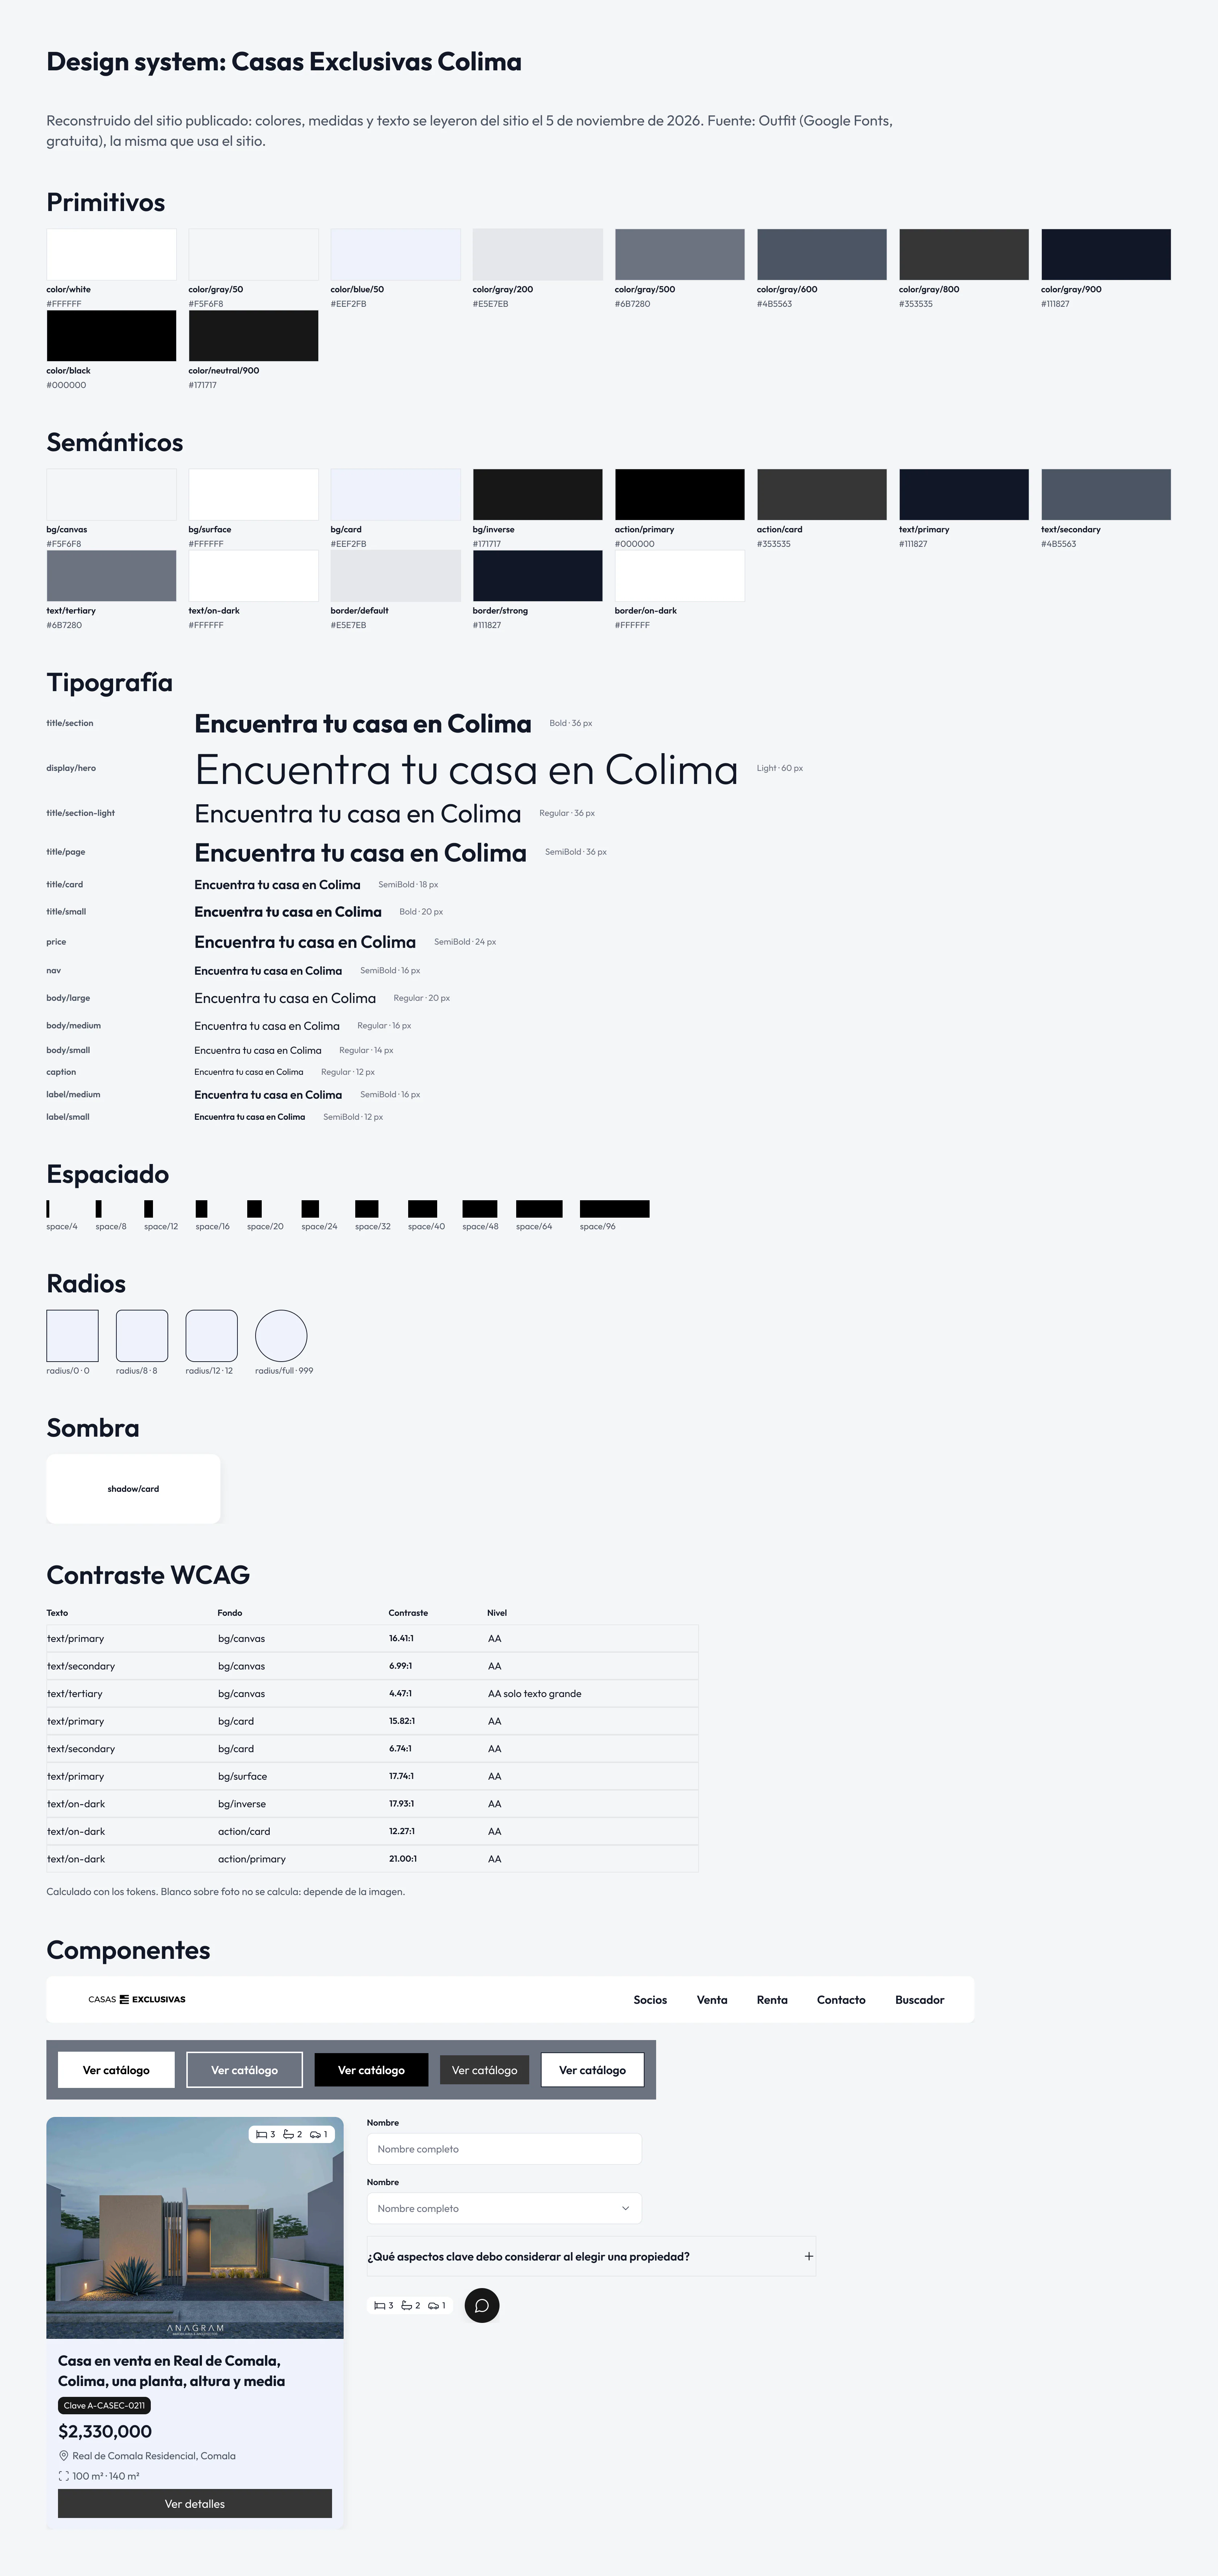 Design system: Casas Exclusivas Colima
Reconstruido del sitio publicado: colores, medidas y texto se leyeron del sitio el 5 de noviembre de 2026. Fuente: Outfit (Google Fonts,
gratuita), la misma que usa el sitio.
Primitivos
color/white
color/gray/50
color/blue/50
color/gray/200
color/gray/500
color/gray/600
color/gray/800
color/gray/900
#FFFFFF
#F5F6F8
#EEF2FB
#E5E7EB
#6B7280
#4B5563
#353535
#111827
color/black
color/neutral/900
#000000
#171717
Semánticos
bg/canvas
bg/surface
bg/card
bg/inverse
action/primary
action/card
text/primary
text/secondary
#F5F6F8
#FFFFFF
#EEF2FB
#171717
#000000
#353535
#111827
#4B5563
text/tertiary
text/on-dark
border/default
border/strong
border/on-dark
#6B7280
#FFFFFF
#E5E7EB
#111827
#FFFFFF
Tipografía
title/section Encuentra tu casa en Colima Bold · 36 px
display/hero Encuentra tu casa en Colima Light · 60 px
title/section-light Encuentra tu casa en Colima Regular · 36 px
title/page Encuentra tu casa en Colima SemiBold · 36 px
title/card Encuentra tu casa en Colima SemiBold · 18 px
title/small Encuentra tu casa en Colima Bold · 20 px
price Encuentra tu casa en Colima SemiBold · 24 px
nav Encuentra tu casa en Colima SemiBold · 16 px
body/large Encuentra tu casa en Colima Regular · 20 px
body/medium Encuentra tu casa en Colima Regular · 16 px
body/small Encuentra tu casa en Colima Regular · 14 px
caption Encuentra tu casa en Colima Regular · 12 px
label/medium Encuentra tu casa en Colima SemiBold · 16 px
label/small Encuentra tu casa en Colima SemiBold · 12 px
Espaciado
space/4 space/8 space/12 space/16 space/20 space/24 space/32 space/40 space/48 space/64 space/96
Radios
radius/0 · 0 radius/8 · 8 radius/12 · 12 radius/full · 999
Sombra
shadow/card
Contraste WCAG
Texto Fondo Contraste Nivel
text/primary bg/canvas 16.41:1 AA
text/secondary bg/canvas 6.99:1 AA
text/tertiary bg/canvas 4.47:1 AA solo texto grande
text/primary bg/card 15.82:1 AA
text/secondary bg/card 6.74:1 AA
text/primary bg/surface 17.74:1 AA
text/on-dark bg/inverse 17.93:1 AA
text/on-dark action/card 12.27:1 AA
text/on-dark action/primary 21.00:1 AA
Calculado con los tokens. Blanco sobre foto no se calcula: depende de la imagen.
Componentes
CASAS EXCLUSIVAS Socios Venta Renta Contacto Buscador
Ver catálogo Ver catálogo Ver catálogo Ver catálogo Ver catálogo
3 2 1
ANAGRAM
Casa en venta en Real de Comala,
Colima, una planta, altura y media
Clave A-CASEC-0211
$2,330,000
Real de Comala Residencial, Comala
100 m² · 140 m²
Ver detalles
Nombre
Nombre completo
Nombre
Nombre completo
¿Qué aspectos clave debo considerar al elegir una propiedad? +
3 2 1